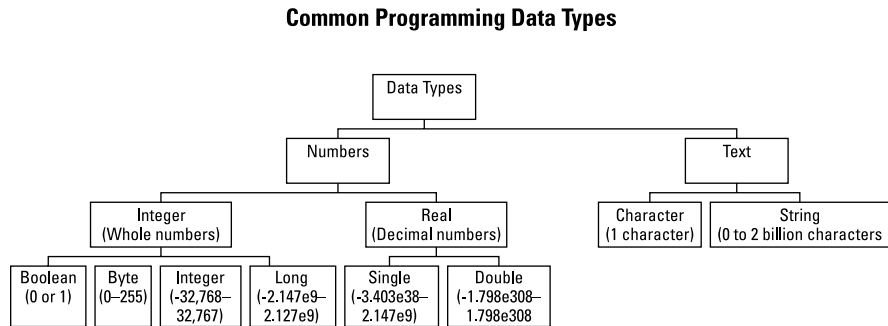 Common Programming Data Types
Data Types
Numbers
Text
Integer
(Whole numbers)
Real
(Decimal numbers)
Character
(1 character)
String
(0 to 2 billion characters
Boolean
(0 or 1)
Byte
(0–255)
Integer
(-32,768–
32,767)
Long
(-2.147e9–
2.127e9)
Single
(-3.403e38–
2.147e9)
Double
(-1.798e308–
1.798e308